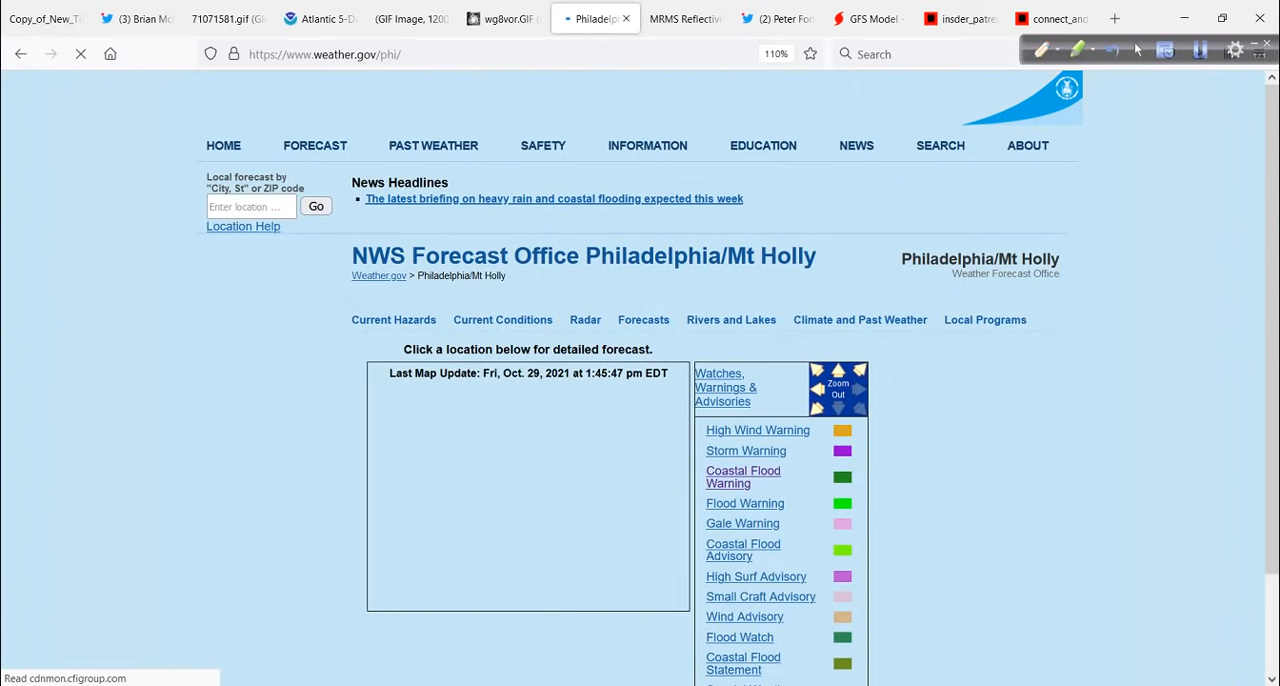 Copy_of_New_Ti
(3) Brian McN
71071581.gif (GI
Atlantic 5-Da
(GIF Image, 1200
wg8vor.GIF (
Philadelp
MRMS Reflectiv
(2) Peter For
GFS Model –
insder_patre
connect_and
https://www.weather.gov/phi/
110%
Search
HOME FORECAST PAST WEATHER SAFETY INFORMATION EDUCATION NEWS SEARCH ABOUT
Local forecast by
"City, St" or ZIP code
Enter location ...
Go
Location Help
News Headlines
The latest briefing on heavy rain and coastal flooding expected this week
NWS Forecast Office Philadelphia/Mt Holly
Weather.gov > Philadelphia/Mt Holly
Philadelphia/Mt Holly
Weather Forecast Office
Current Hazards Current Conditions Radar Forecasts Rivers and Lakes Climate and Past Weather Local Programs
Click a location below for detailed forecast.
Last Map Update: Fri, Oct. 29, 2021 at 1:45:47 pm EDT
Watches,
Warnings &
Advisories
Zoom
Out
High Wind Warning
Storm Warning
Coastal Flood
Warning
Flood Warning
Gale Warning
Coastal Flood
Advisory
High Surf Advisory
Small Craft Advisory
Wind Advisory
Flood Watch
Coastal Flood
Statement
Read cdnmon.cfigroup.com